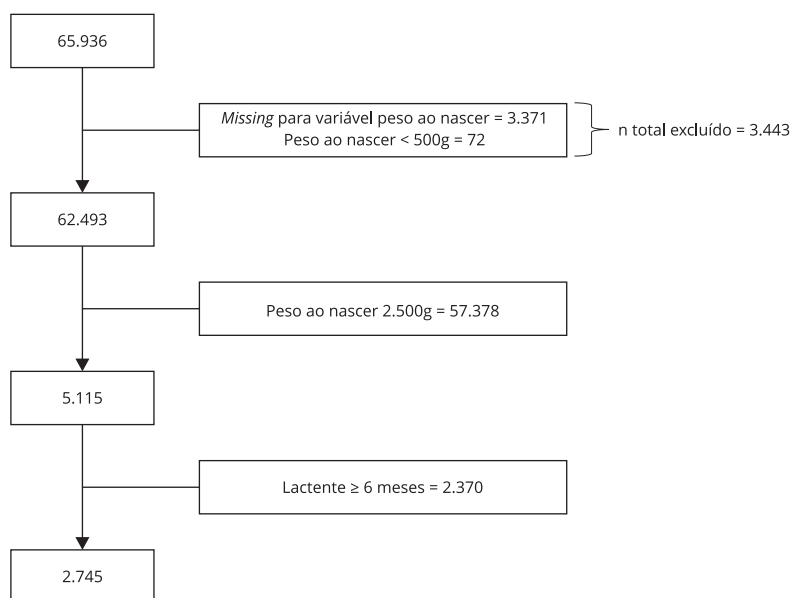 65.936
Missing para variável peso ao nascer = 3.371
Peso ao nascer < 500g = 72
n total excluído = 3.443
62.493
Peso ao nascer 2.500g = 57.378
5.115
Lactente ≥ 6 meses = 2.370
2.745